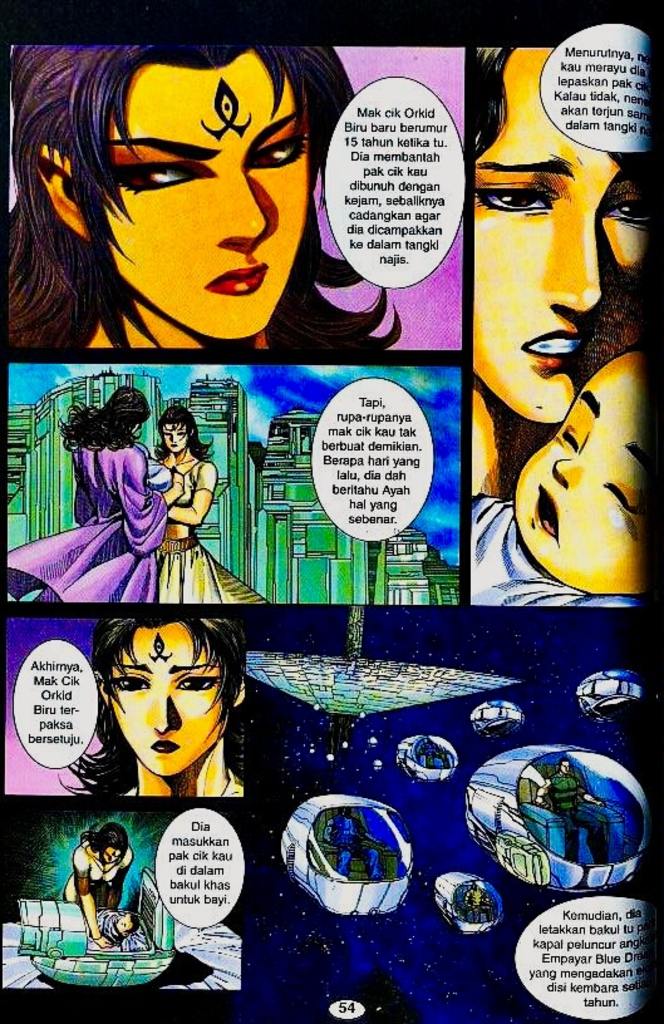 Mak cik Orkid
Biru baru berumur
15 tahun ketika tu.
Dia membantah
pak cik kau
dibunuh dengan
kejam, sebaliknya
cadangkan agar
dia dicampakkan
ke dalam tangki
najis.
Menurutnya,
kau merayu dia
lepaskan pak
Kalau tidak,
akan terjun
dalam tangki
Tapi,
rupa-rupanya
mak cik kau tak
berbuat demikian.
Berapa hari yang
lalu, dia dah
beritahu Ayah
hal yang
sebenar.
Akhirnya,
Mak Cik
Orkid
Biru ter-
paksa
bersetuju.
Dia
masukkan
pak cik kau
di dalam
bakul khas
untuk bayi.
Kemudian, dia
letakkan bakul tu
kapal peluncur
Empayar Blue
yang mengadakan
disi kembara
tahun.
54